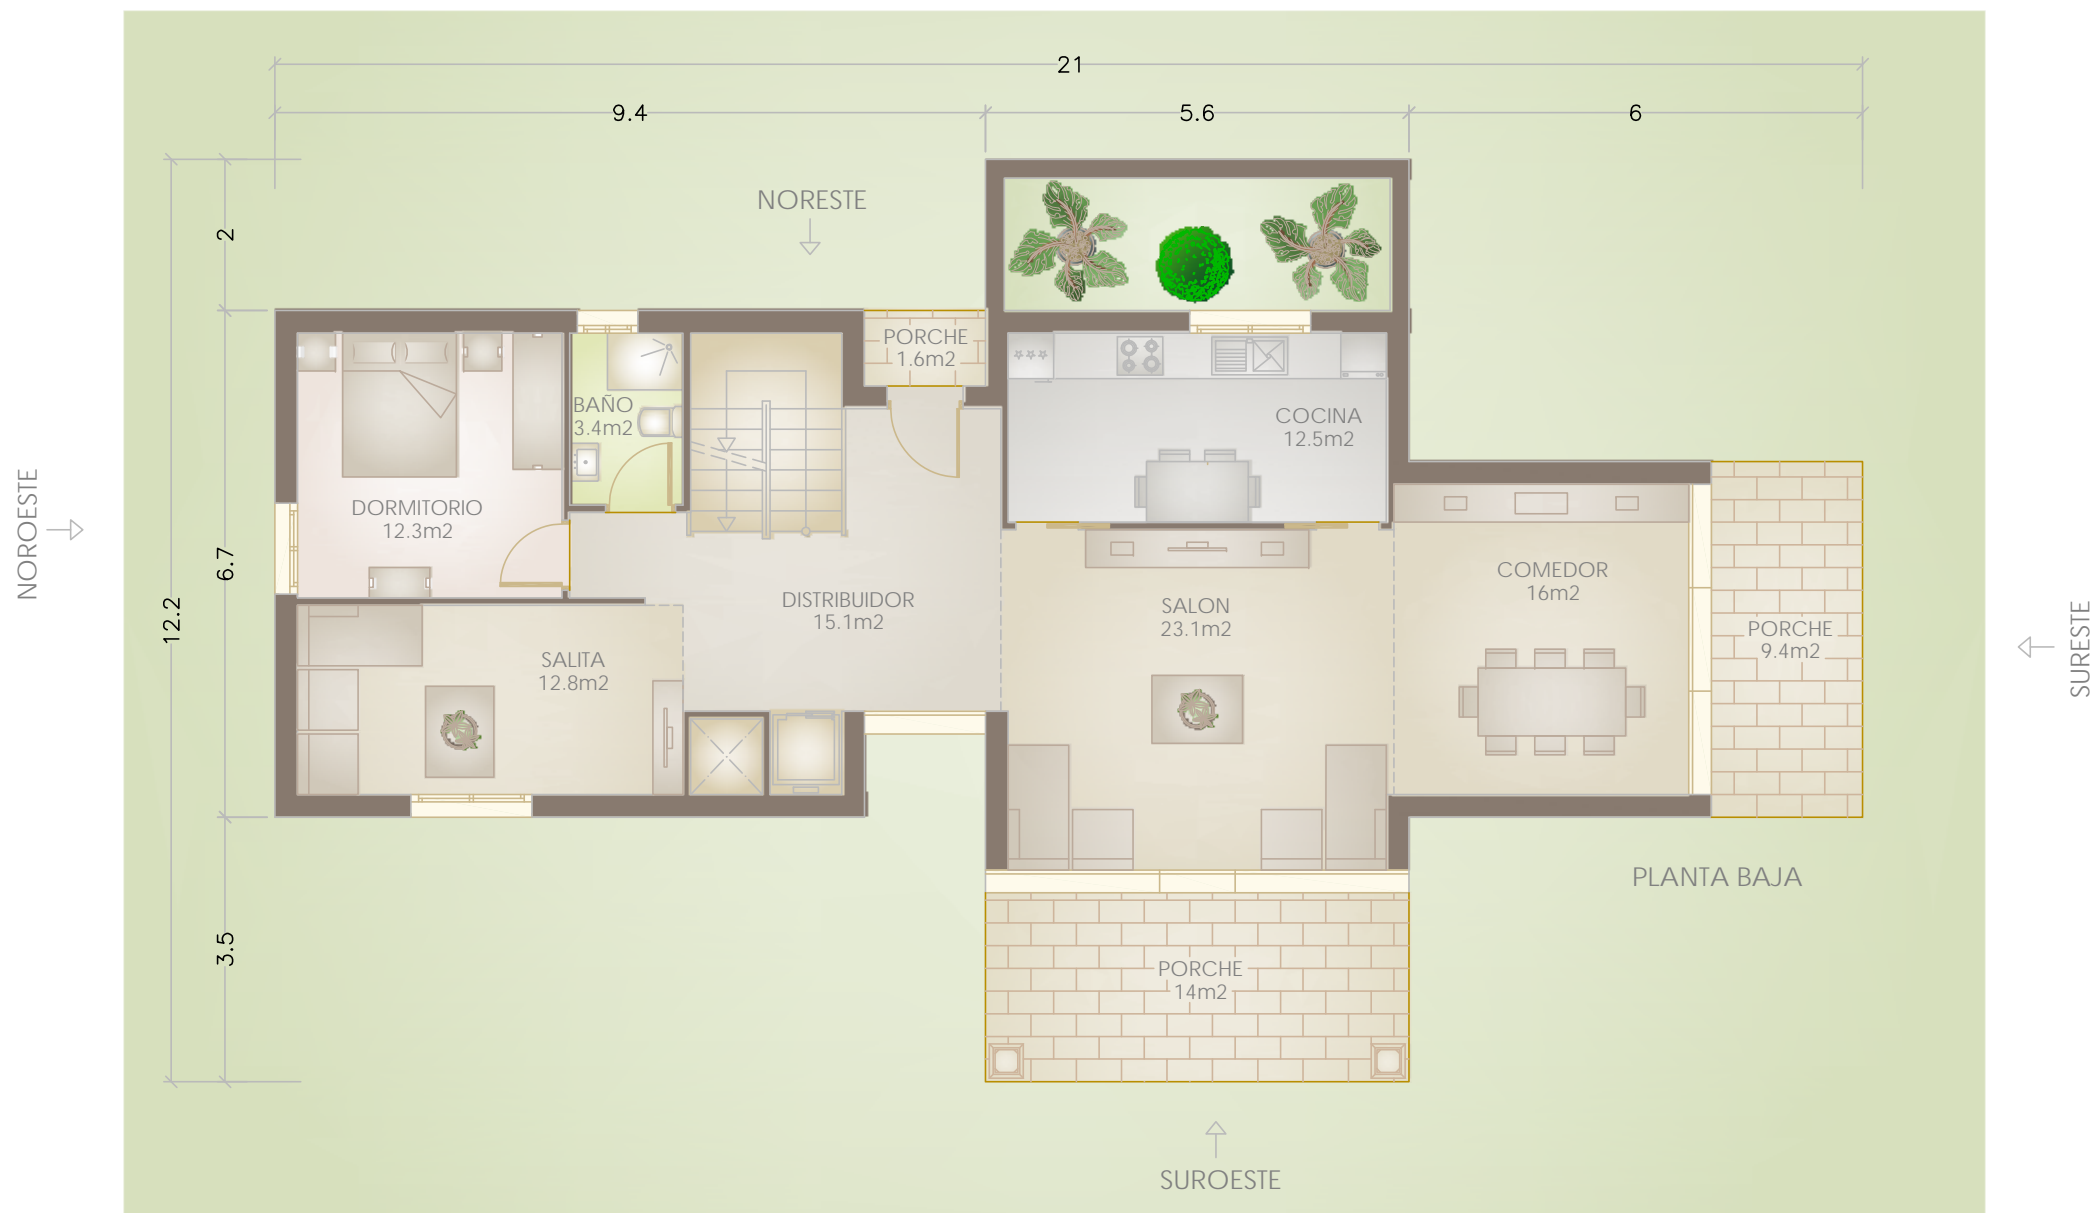 21
9.4
5.6
6
NORESTE
2
PORCHE
1.6m2
BAÑO
3.4m2
COCINA
12.5m2
DORMITORIO
12.3m2
NOROESTE
6.7
12.2
DISTRIBUIDOR
15.1m2
SALON
23.1m2
COMEDOR
16m2
PORCHE
9.4m2
SURESTE
SALITA
12.8m2
PLANTA BAJA
3.5
PORCHE
14m2
SUROESTE